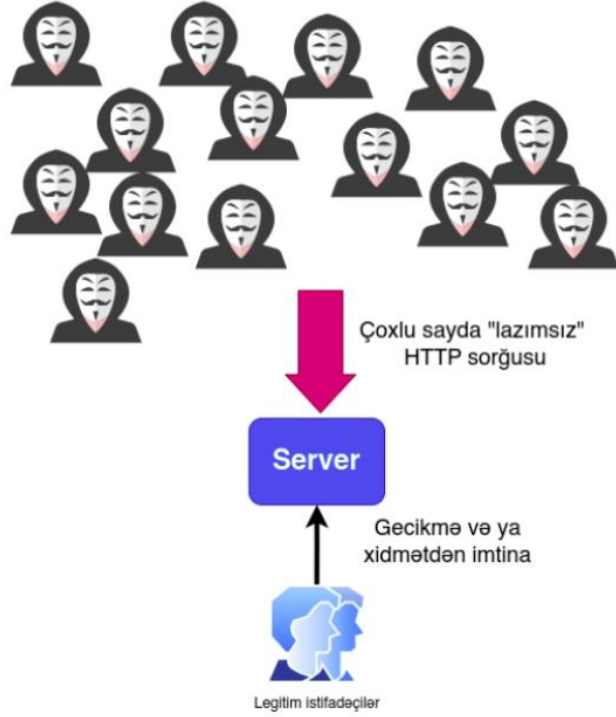 Çoxlu sayda "lazımsız"
HTTP sorğusu
Server
Gecikmə və ya
xidmətdən imtina
Legitim istifadəçilər